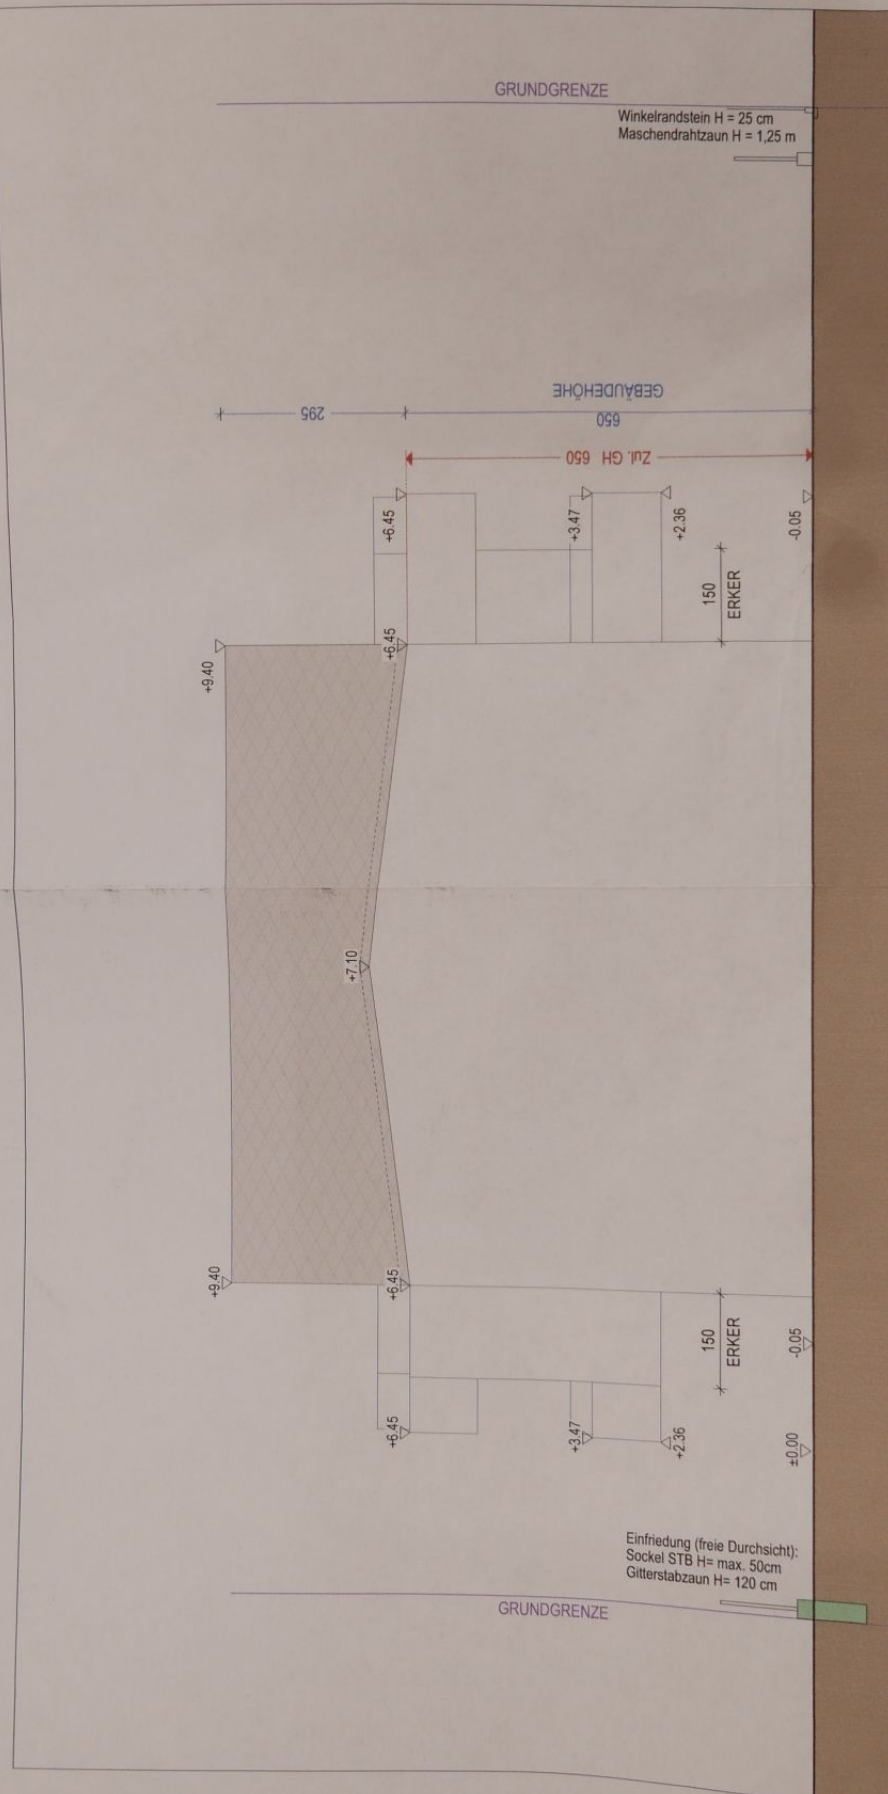 GRUNDGRENZE
Winkelrandstein H = 25 cm
Maschendrahtzaun H = 1,25 m
295
GEBÄUDEHÖHE
650
Zul. GH 650
+6.45
+3.47
+2.36
-0.05
150
ERKER
+9.40
+6.45
+7.10
+9.40
+6.45
150
ERKER
-0.05
+6.45
+3.47
+2.36
±0.00
Einfriedung (freie Durchsicht):
Sockel STB H= max. 50cm
Gitterstabzaun H= 120 cm
GRUNDGRENZE